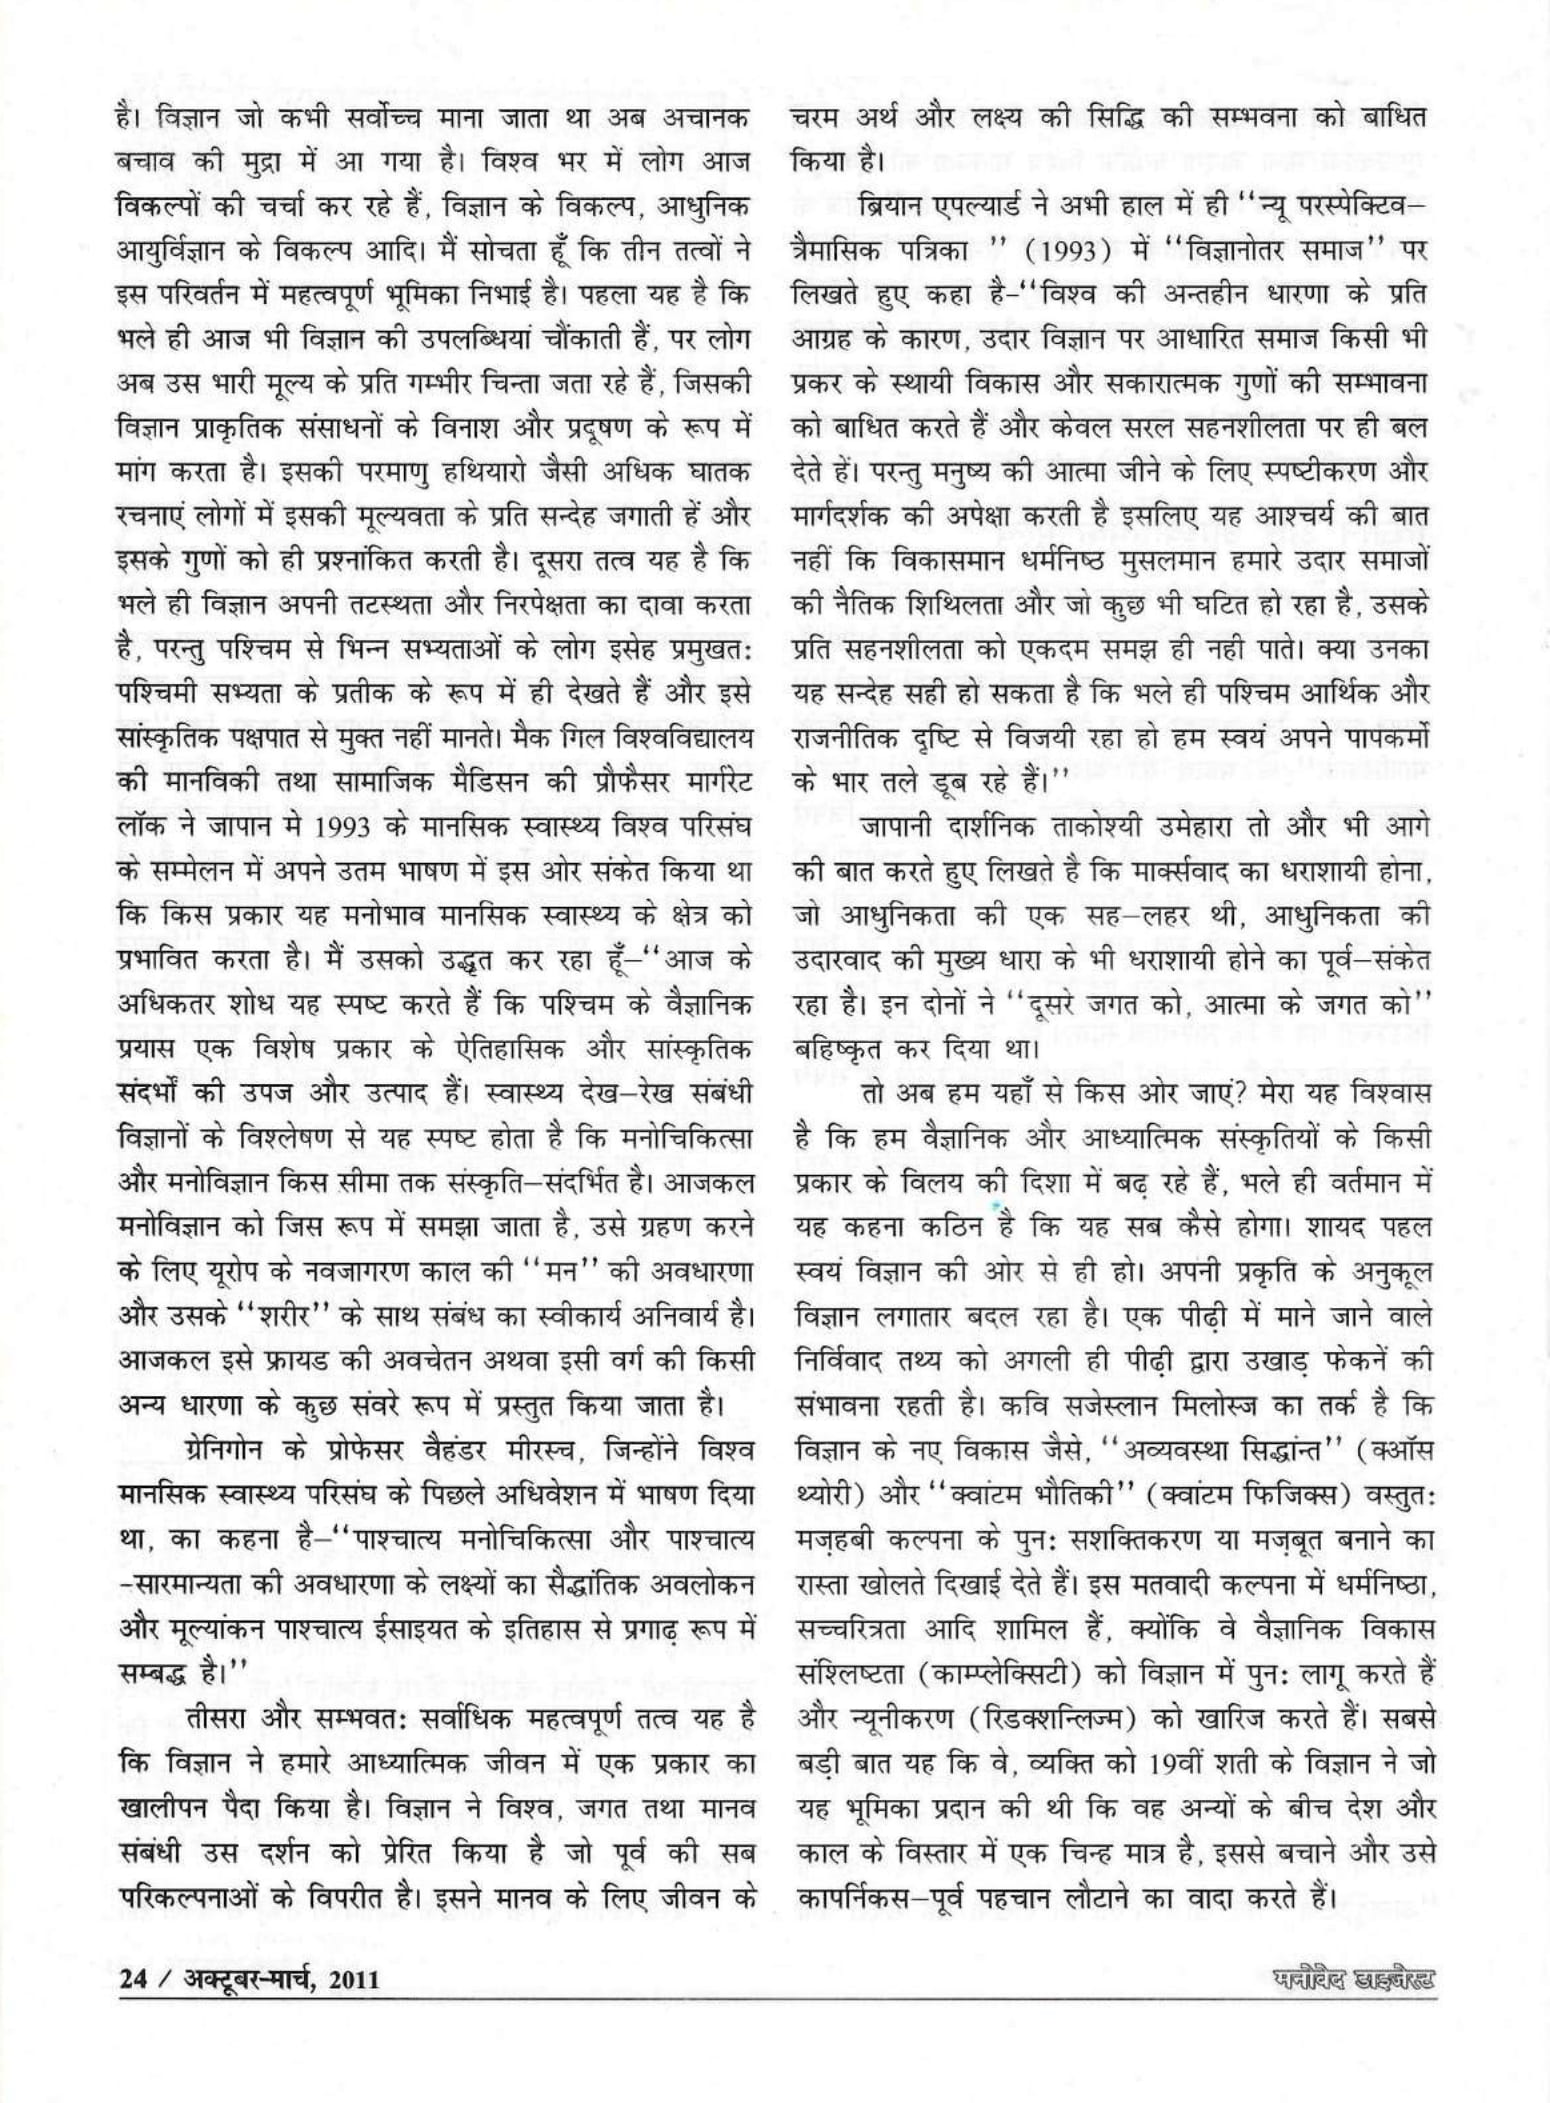 है। विज्ञान जो कभी सर्वोच्च माना जाता था अब अचानक
बचाव की मुद्रा में आ गया है। विश्व भर में लोग आज
विकल्पों की चर्चा कर रहे हैं, विज्ञान के विकल्प, आधुनिक
आयुर्विज्ञान के विकल्प आदि। मैं सोचता हूँ कि तीन तत्वों ने
इस परिवर्तन में महत्वपूर्ण भूमिका निभाई है। पहला यह है कि
भले ही आज भी विज्ञान की उपलब्धियां चौंकाती हैं, पर लोग
अब उस भारी मूल्य के प्रति गम्भीर चिन्ता जता रहे हैं, जिसकी
विज्ञान प्राकृतिक संसाधनों के विनाश और प्रदूषण के रूप में
मांग करता है। इसकी परमाणु हथियारो जैसी अधिक घातक
रचनाएं लोगों में इसकी मूल्यवता के प्रति सन्देह जगाती हें और
इसके गुणों को ही प्रश्नांकित करती है। दूसरा तत्व यह है कि
भले ही विज्ञान अपनी तटस्थता और निरपेक्षता का दावा करता
है, परन्तु पश्चिम से भिन्न सभ्यताओं के लोग इसेह प्रमुखतः
पश्चिमी सभ्यता के प्रतीक के रूप में ही देखते हैं और इसे
सांस्कृतिक पक्षपात से मुक्त नहीं मानते। मैक गिल विश्वविद्यालय
की मानविकी तथा सामाजिक मैडिसन की प्रौफैसर मार्गरेट
लॉक ने जापान मे 1993 के मानसिक स्वास्थ्य विश्व परिसंघ
के सम्मेलन में अपने उतम भाषण में इस ओर संकेत किया था
कि किस प्रकार यह मनोभाव मानसिक स्वास्थ्य के क्षेत्र को
प्रभावित करता है। मैं उसको उद्धृत कर रहा हूँ–“आज के
अधिकतर शोध यह स्पष्ट करते हैं कि पश्चिम के वैज्ञानिक
प्रयास एक विशेष प्रकार के ऐतिहासिक और सांस्कृतिक
संदर्भों की उपज और उत्पाद हैं। स्वास्थ्य देख–रेख संबंधी
विज्ञानों के विश्लेषण से यह स्पष्ट होता है कि मनोचिकित्सा
और मनोविज्ञान किस सीमा तक संस्कृति–संदर्भित है। आजकल
मनोविज्ञान को जिस रूप में समझा जाता है, उसे ग्रहण करने
के लिए यूरोप के नवजागरण काल की “मन” की अवधारणा
और उसके “शरीर” के साथ संबंध का स्वीकार्य अनिवार्य है।
आजकल इसे फ्रायड की अवचेतन अथवा इसी वर्ग की किसी
अन्य धारणा के कुछ संवरे रूप में प्रस्तुत किया जाता है।
ग्रेनिगोन के प्रोफेसर वैहंडर मीरस्च, जिन्होंने विश्व
मानसिक स्वास्थ्य परिसंघ के पिछले अधिवेशन में भाषण दिया
था, का कहना है–“पाश्चात्य मनोचिकित्सा और पाश्चात्य
-सारमान्यता की अवधारणा के लक्ष्यों का सैद्धांतिक अवलोकन
और मूल्यांकन पाश्चात्य ईसाइयत के इतिहास से प्रगाढ़ रूप में
सम्बद्ध है।”
तीसरा और सम्भवतः सर्वाधिक महत्वपूर्ण तत्व यह है
कि विज्ञान ने हमारे आध्यात्मिक जीवन में एक प्रकार का
खालीपन पैदा किया है। विज्ञान ने विश्व, जगत तथा मानव
संबंधी उस दर्शन को प्रेरित किया है जो पूर्व की सब
परिकल्पनाओं के विपरीत है। इसने मानव के लिए जीवन के
चरम अर्थ और लक्ष्य की सिद्धि की सम्भवना को बाधित
किया है।
ब्रियान एपल्यार्ड ने अभी हाल में ही “न्यू परस्पेक्टिव–
त्रैमासिक पत्रिका ” (1993) में “विज्ञानोतर समाज” पर
लिखते हुए कहा है-“विश्व की अन्तहीन धारणा के प्रति
आग्रह के कारण, उदार विज्ञान पर आधारित समाज किसी भी
प्रकर के स्थायी विकास और सकारात्मक गुणों की सम्भावना
को बाधित करते हैं और केवल सरल सहनशीलता पर ही बल
देते हें। परन्तु मनुष्य की आत्मा जीने के लिए स्पष्टीकरण और
मार्गदर्शक की अपेक्षा करती है इसलिए यह आश्चर्य की बात
नहीं कि विकासमान धर्मनिष्ठ मुसलमान हमारे उदार समाजों
की नैतिक शिथिलता और जो कुछ भी घटित हो रहा है, उसके
प्रति सहनशीलता को एकदम समझ ही नही पाते। क्या उनका
यह सन्देह सही हो सकता है कि भले ही पश्चिम आर्थिक और
राजनीतिक दृष्टि से विजयी रहा हो हम स्वयं अपने पापकर्मो
के भार तले डूब रहे हैं।”
जापानी दार्शनिक ताकोश्यी उमेहारा तो और भी आगे
की बात करते हुए लिखते है कि मार्क्सवाद का धराशायी होना,
जो आधुनिकता की एक सह–लहर थी, आधुनिकता की
उदारवाद की मुख्य धारा के भी धराशायी होने का पूर्व–संकेत
रहा है। इन दोनों ने “दूसरे जगत को, आत्मा के जगत को”
बहिष्कृत कर दिया था।
तो अब हम यहाँ से किस ओर जाएं? मेरा यह विश्वास
है कि हम वैज्ञानिक और आध्यात्मिक संस्कृतियों के किसी
प्रकार के विलय की दिशा में बढ़ रहे हैं, भले ही वर्तमान में
यह कहना कठिन है कि यह सब कैसे होगा। शायद पहल
स्वयं विज्ञान की ओर से ही हो। अपनी प्रकृति के अनुकूल
विज्ञान लगातार बदल रहा है। एक पीढ़ी में माने जाने वाले
निर्विवाद तथ्य को अगली ही पीढ़ी द्वारा उखाड़ फेकनें की
संभावना रहती है। कवि सजेस्लान मिलोस्ज का तर्क है कि
विज्ञान के नए विकास जैसे, “अव्यवस्था सिद्धांन्त” (क्ऑस
थ्योरी) और “क्वांटम भौतिकी” (क्वांटम फिजिक्स) वस्तुतः
मज़हबी कल्पना के पुनः सशक्तिकरण या मज़बूत बनाने का
रास्ता खोलते दिखाई देते हैं। इस मतवादी कल्पना में धर्मनिष्ठा,
सच्चरित्रता आदि शामिल हैं, क्योंकि वे वैज्ञानिक विकास
संश्लिष्टता (काम्प्लेक्सिटी) को विज्ञान में पुनः लागू करते हैं
और न्यूनीकरण (रिडक्शन्लिज्म) को खारिज करते हैं। सबसे
बड़ी बात यह कि वे, व्यक्ति को 19वीं शती के विज्ञान ने जो
यह भूमिका प्रदान की थी कि वह अन्यों के बीच देश और
काल के विस्तार में एक चिन्ह मात्र है, इससे बचाने और उसे
कापर्निकस–पूर्व पहचान लौटाने का वादा करते हैं।
24 / अक्टूबर-मार्च, 2011
मनोवेद डाइजेस्ट